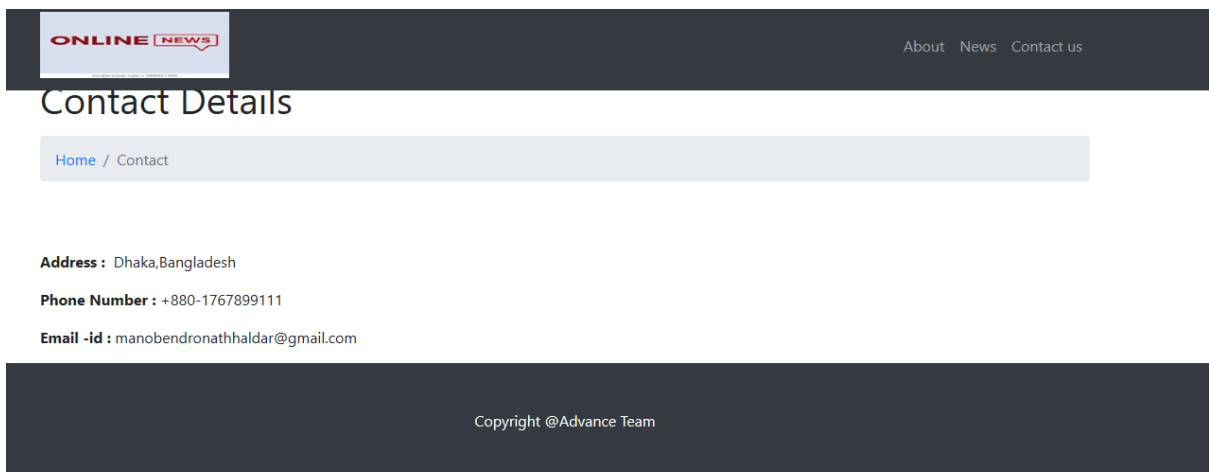 ONLINE NEWS
About News Contact us
Contact Details
Home / Contact
Address : Dhaka,Bangladesh
Phone Number : +880-1767899111
Email -id : manobendronathhaldar@gmail.com
Copyright @Advance Team